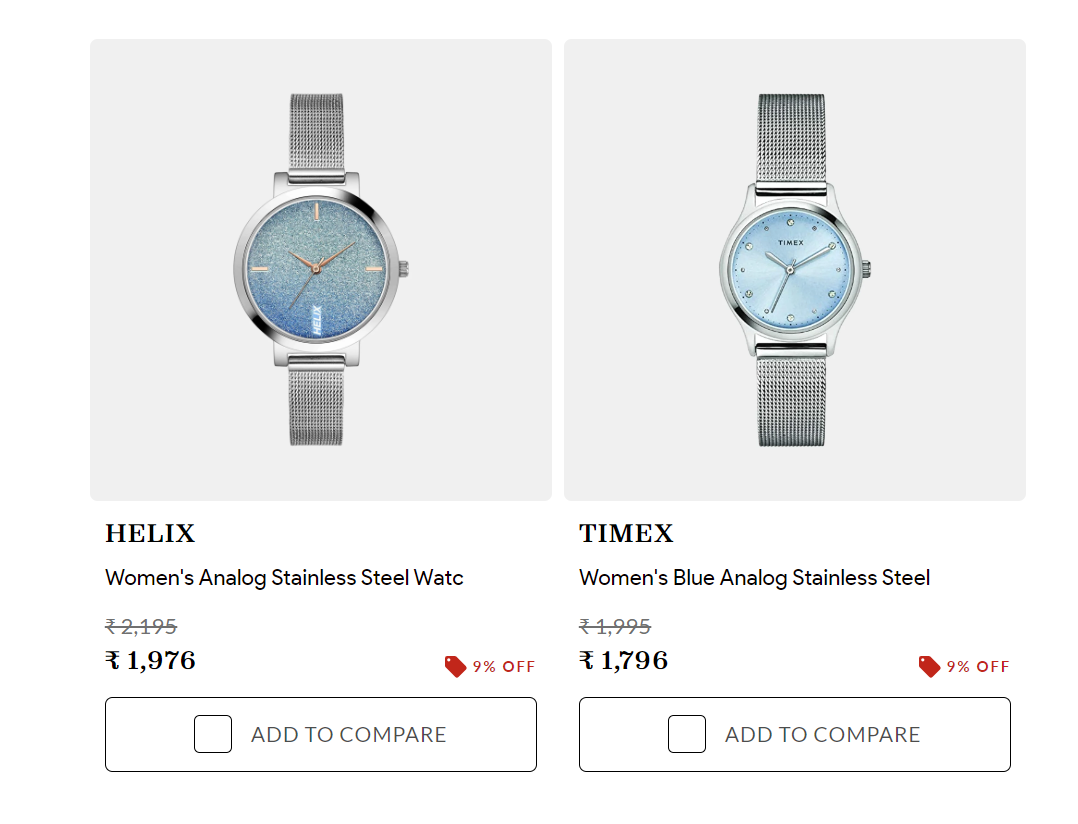 HELIX
TIMEX
HELIX
Women's Analog Stainless Steel Watc
₹ 2,195
₹ 1,976
9% OFF
ADD TO COMPARE
TIMEX
Women's Blue Analog Stainless Steel
₹ 1,995
₹ 1,796
9% OFF
ADD TO COMPARE